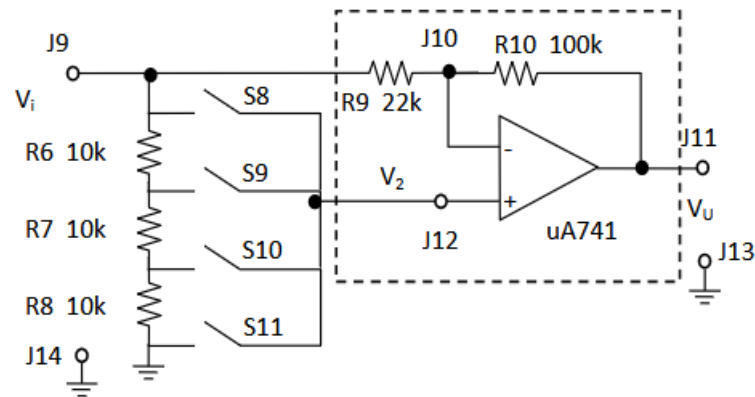 J9
J10
R10 100k
Vi
S8
R9 22k
R6 10k
J11
-
S9
V2
R7 10k
+
VU
S10
J12
uA741
J13
R8 10k
S11
J14